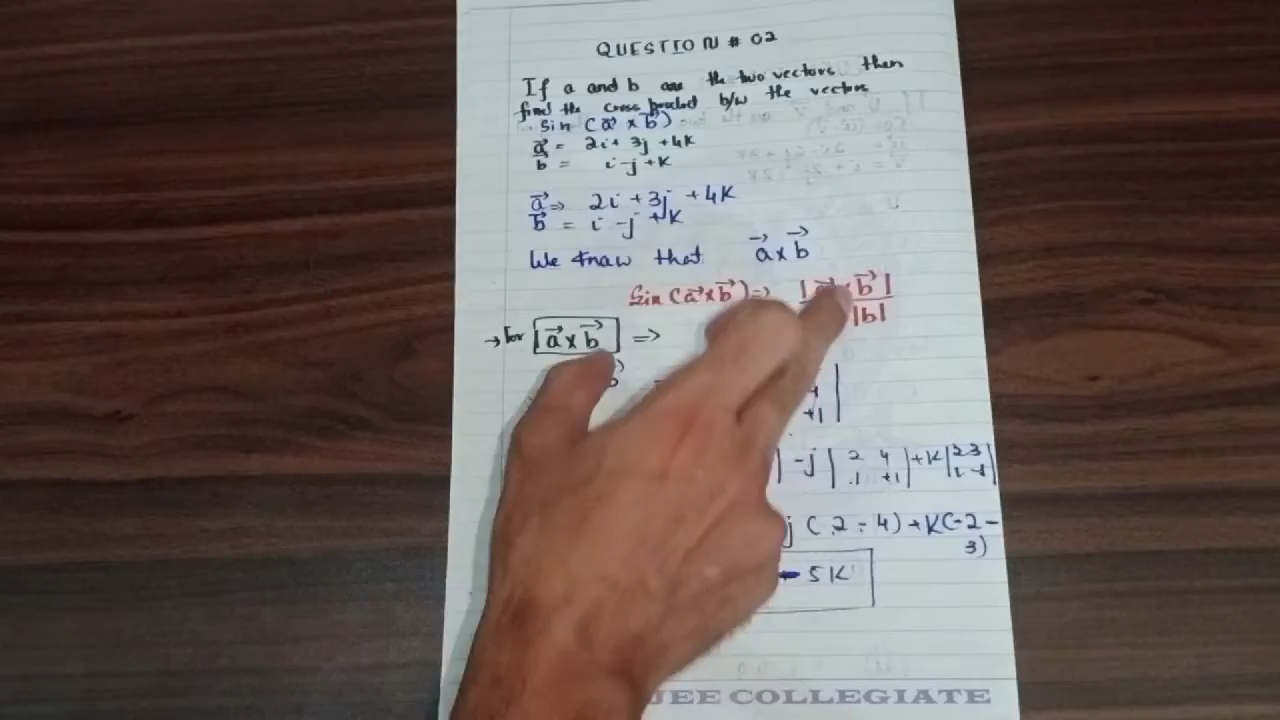 QUESTION # 02
If a and b are the two vectors then
find the cross product b/w the vectors
Sin (a⃗ × b⃗)
a⃗ = 2i + 3j + 4k
b = i - j + k
a⃗ ⇒ 2i + 3j + 4k
b⃗ = i - j + k
We know that a⃗ × b⃗
Sin (a⃗ × b⃗) ⇒ | a⃗ × b⃗ |
|b|
→ For | a⃗ × b⃗ ⇒
+1 |
- j | 2 4 | + k | 2 3 |
1 +1 1 -1
j ( 2 - 4) + k(-2 -
3)
- 5k
JEE COLLEGIATE